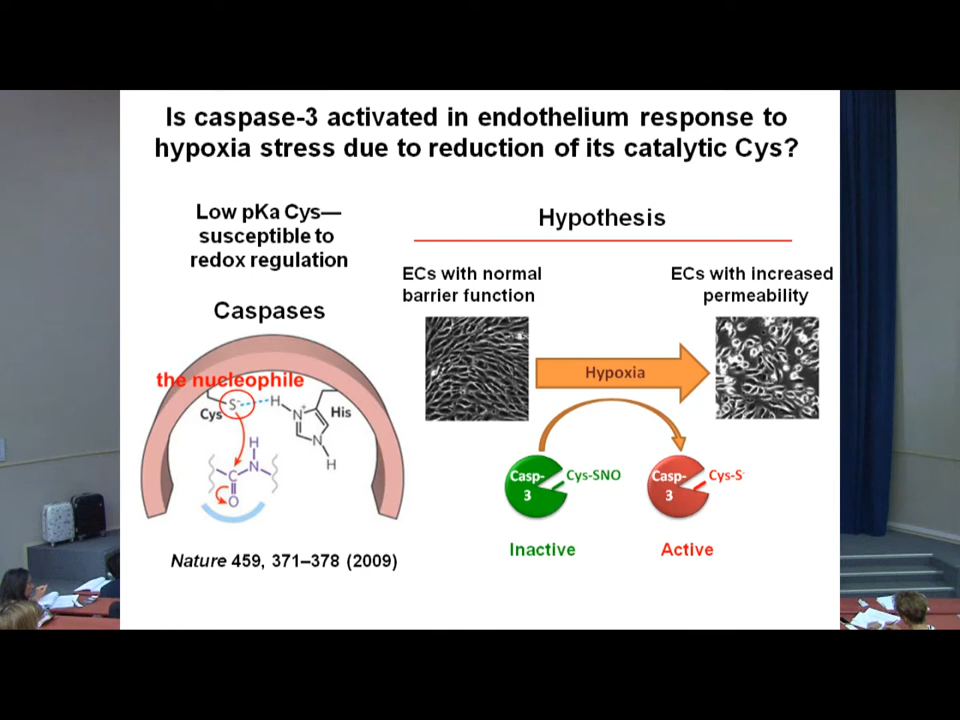 Is caspase-3 activated in endothelium response to
hypoxia stress due to reduction of its catalytic Cys?
Low pKa Cys—
susceptible to
redox regulation
Caspases
the nucleophile
Cys
S-
H
N+
His
N
H
H
N
C
O
Nature 459, 371–378 (2009)
Hypothesis
ECs with normal
barrier function
ECs with increased
permeability
Hypoxia
Casp-
3
Cys-SNO
Casp-
3
Cys-S-
Inactive
Active